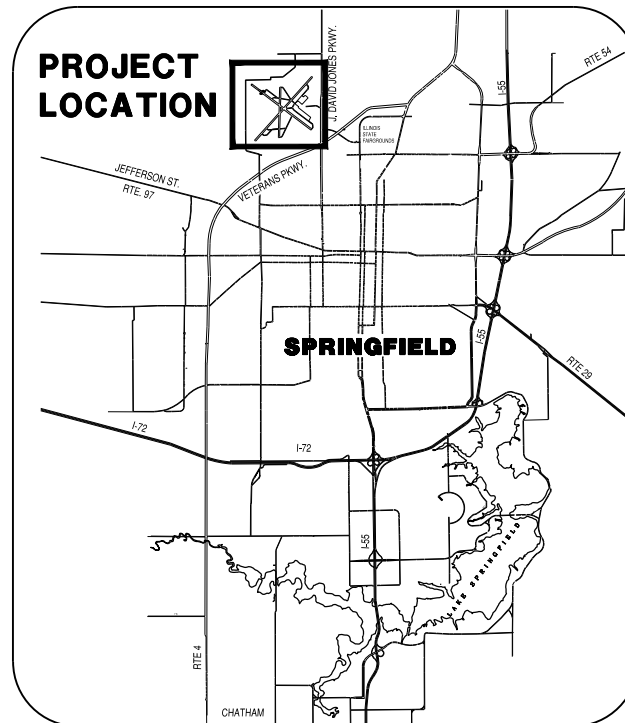 PROJECT
LOCATION
J. DAVID JONES PKWY.
I-55
RTE 54
ILLINOIS
STATE
FAIRGROUNDS
JEFFERSON ST.
RTE. 97
VETERANS PKWY.
SPRINGFIELD
I-55
RTE 29
I-72
I-72
I-55
LAKE SPRINGFIELD
RTE 4
CHATHAM